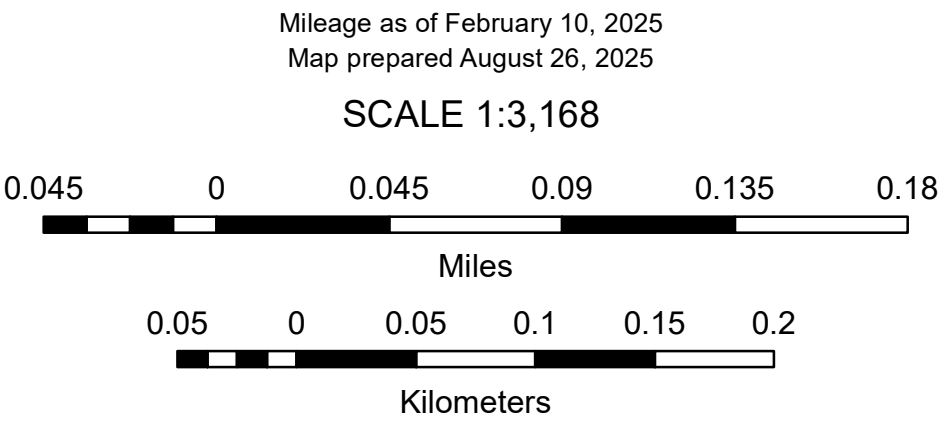 Mileage as of February 10, 2025
Map prepared August 26, 2025
SCALE 1:3,168
0.045 0 0.045 0.09 0.135 0.18
Miles
0.05 0 0.05 0.1 0.15 0.2
Kilometers